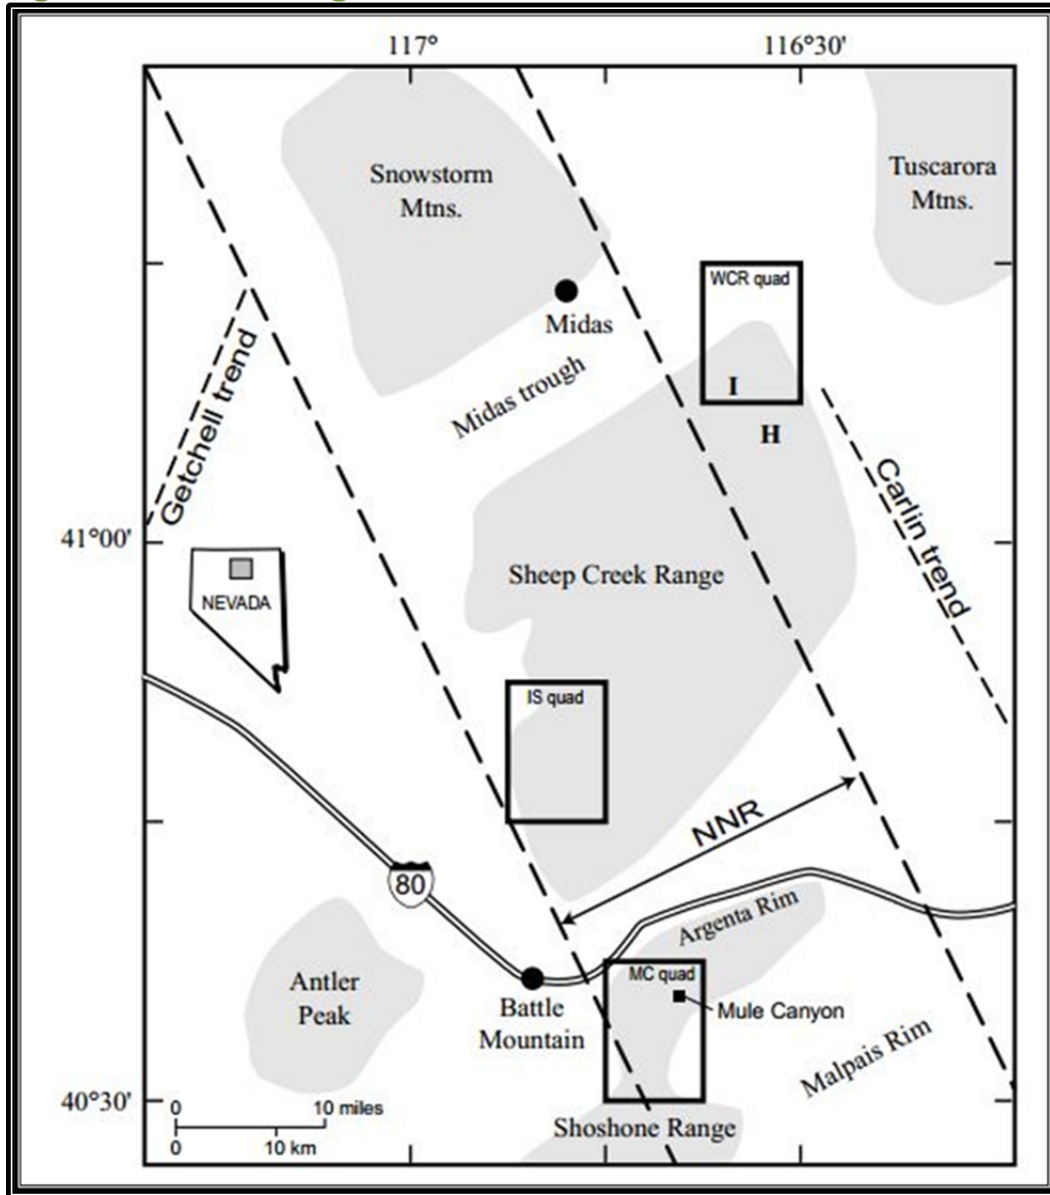 117°
116°30'
Snowstorm
Mtns.
Tuscarora
Mtns.
WCR quad
Midas
Midas trough
I
H
Getchell trend
Carlin trend
41°00'
Sheep Creek Range
NEVADA
IS quad
NNR
80
Argenta Rim
MC quad
Antler
Peak
Battle
Mountain
Mule Canyon
Malpais Rim
40°30'
0
10 miles
0
10 km
Shoshone Range